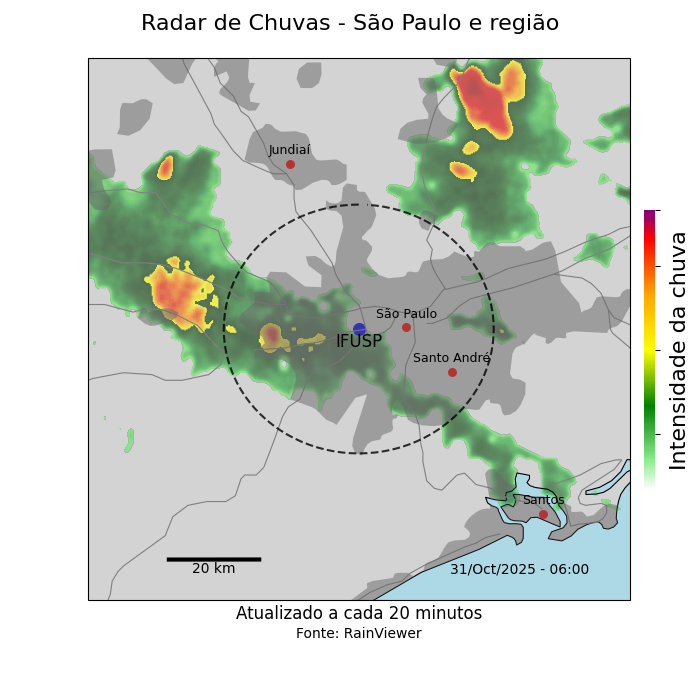 Radar de Chuvas - São Paulo e região
Jundiaí
São Paulo
IFUSP
Santo André
Santos
20 km
31/Oct/2025 - 06:00
Intensidade da chuva
Atualizado a cada 20 minutos
Fonte: RainViewer